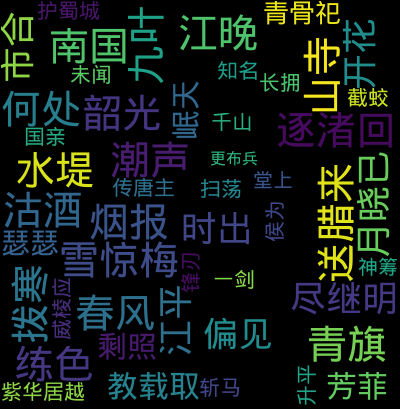 护蜀城
青骨祀
市合
南国
九叶
江晚
山寺
开花
未闻
知名
长拥
截蛟
何处
韶光
岷天
千山
逐渚回
国亲
水堤
潮声
更布兵
送腊来
月晓已
传唐主
扫荡
堂上
沽酒
烟报
时出
侯为
瑟瑟
雪惊梅
锋刃
一剑
神筹
拨寒
威棱应
春风
江平
尽继明
剩照
偏见
青旗
练色
紫华居越
教载取
斩马
升平
芳菲